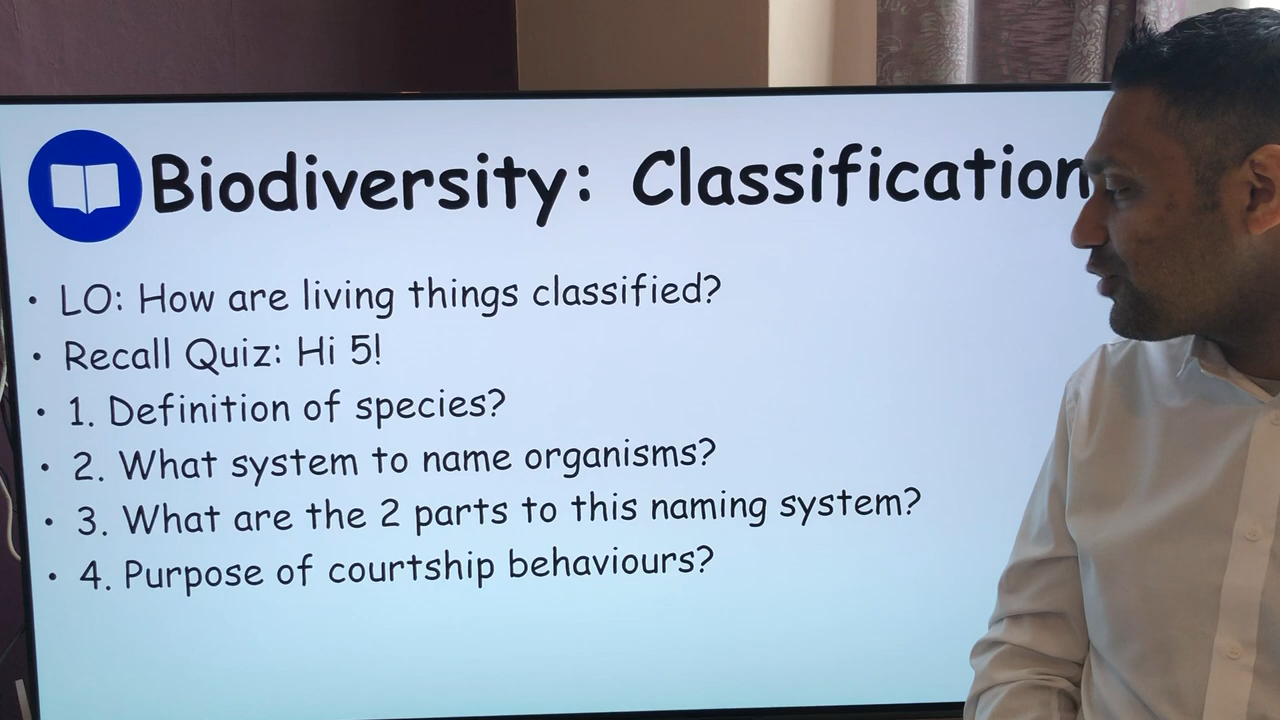 Biodiversity: Classification
• LO: How are living things classified?
• Recall Quiz: Hi 5!
• 1. Definition of species?
• 2. What system to name organisms?
• 3. What are the 2 parts to this naming system?
• 4. Purpose of courtship behaviours?